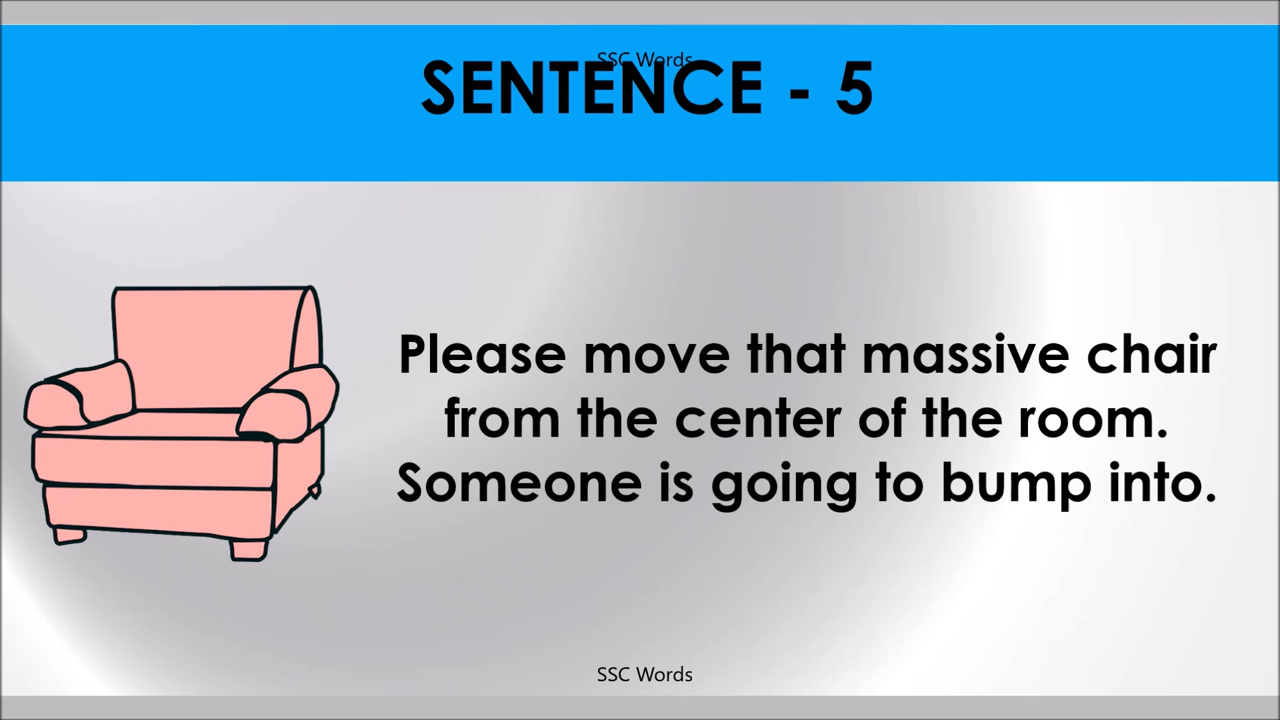 SSC Words
SENTENCE - 5
Please move that massive chair
from the center of the room.
Someone is going to bump into.
SSC Words